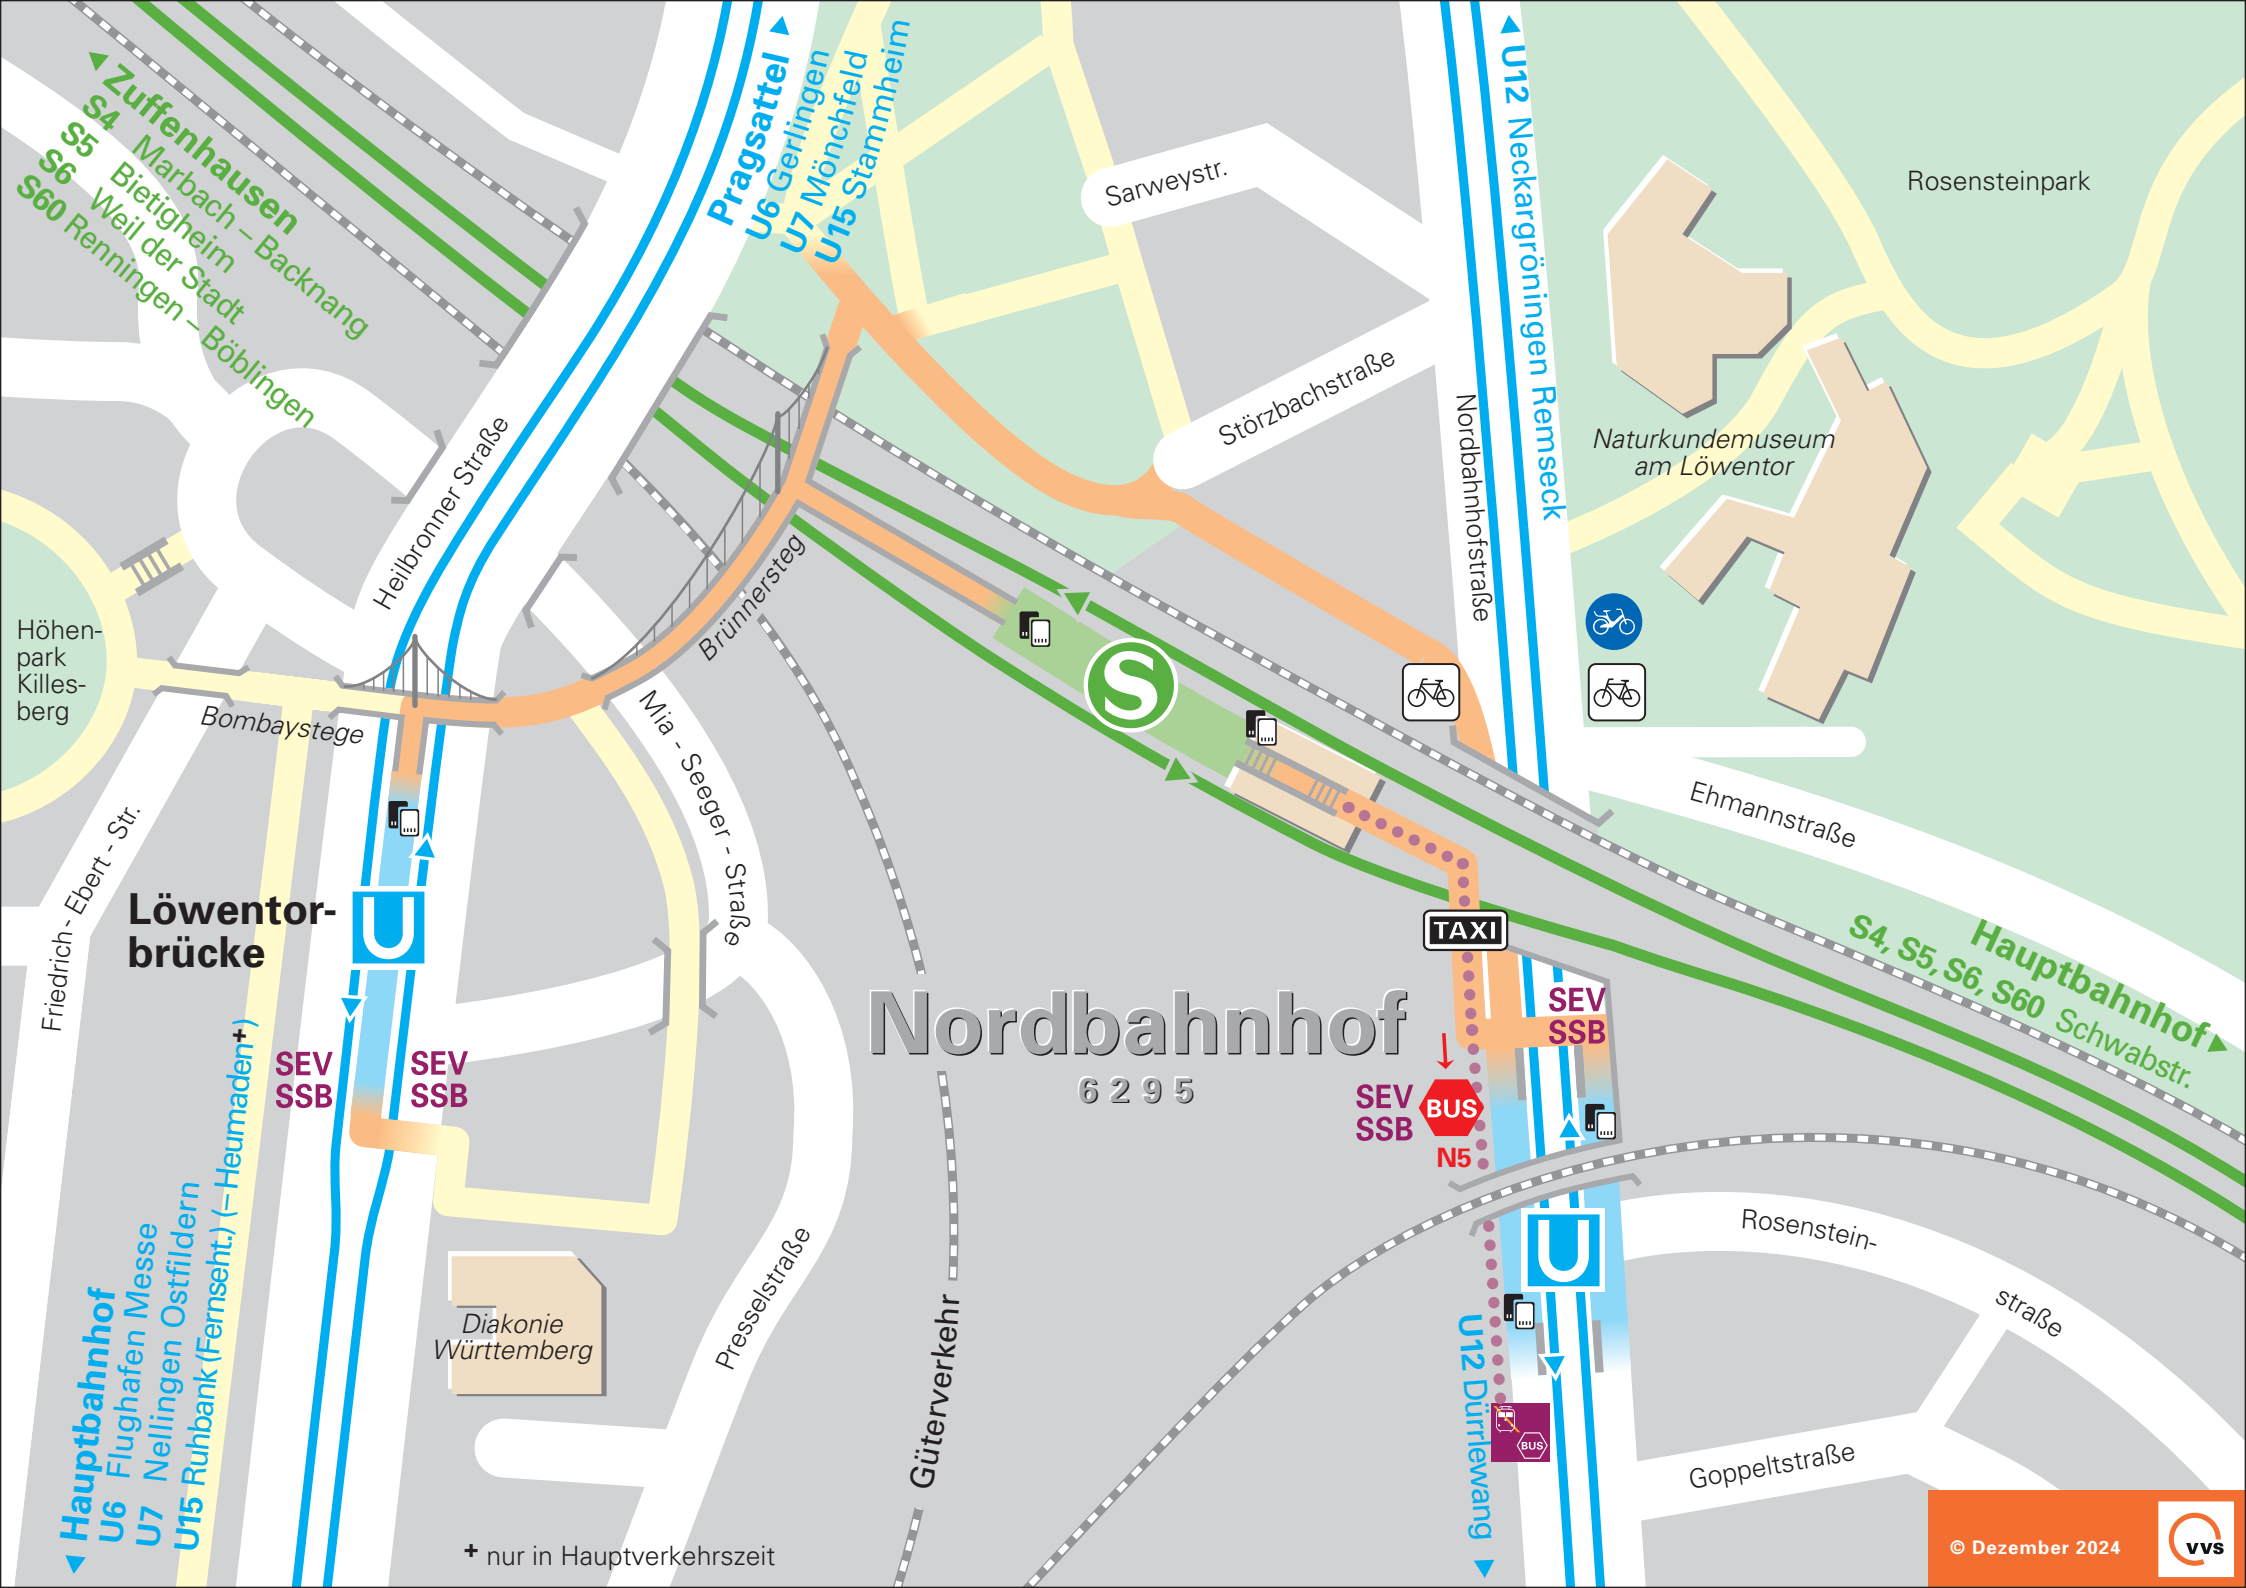 Zuffenhausen
S4 Marbach – Backnang
S5 Bietigheim
S6 Weil der Stadt
S60 Renningen – Böblingen
Pragsattel
U6 Gerlingen
U7 Mönchfeld
U15 Stammheim
U12 Neckargröningen Remseck
Rosensteinpark
Sarweystr.
Störzbachstraße
Nordbahnhofstraße
Naturkundemuseum
am Löwentor
Heilbronner Straße
Brünnersteg
Höhen-
park
Killes-
berg
Bombaystege
Mia - Seeger - Straße
S
Ehmannstraße
Friedrich - Ebert - Str.
Löwentor-
brücke
U
TAXI
Hauptbahnhof
S4, S5, S6, S60 Schwabstr.
Nordbahnhof
6295
SEV
SSB
SEV
SSB
SEV
SSB
SEV
SSB
BUS
N5
U
Rosenstein-
straße
Presselstraße
Diakonie
Württemberg
Güterverkehr
Hauptbahnhof
U6 Flughafen Messe
U7 Nellingen Ostfildern
U15 Ruhbank (Fernseht.) (– Heumaden+)
U12 Dürrlewang
BUS
Goppeltstraße
+ nur in Hauptverkehrszeit
© Dezember 2024
vvs